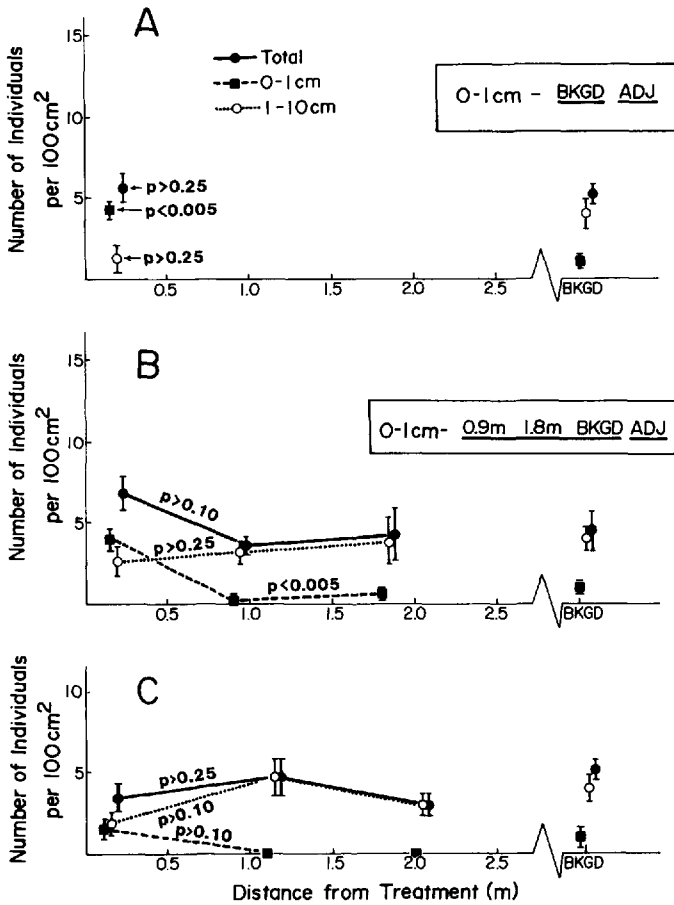 A
Number of Individuals
per 100cm²
15
10
5
Total
0-1cm
1-10cm
0-1cm - BKGD ADJ
p>0.25
p<0.005
p>0.25
0.5 1.0 1.5 2.0 2.5 BKGD
B
Number of Individuals
per 100cm²
15
10
5
0-1cm- 0.9m 1.8m BKGD ADJ
p>0.10
p>0.25
p<0.005
0.5 1.0 1.5 2.0 2.5 BKGD
C
Number of Individuals
per 100cm²
10
5
p>0.25
p>0.10
p>0.10
0.5 1.0 1.5 2.0 2.5 BKGD
Distance from Treatment (m)